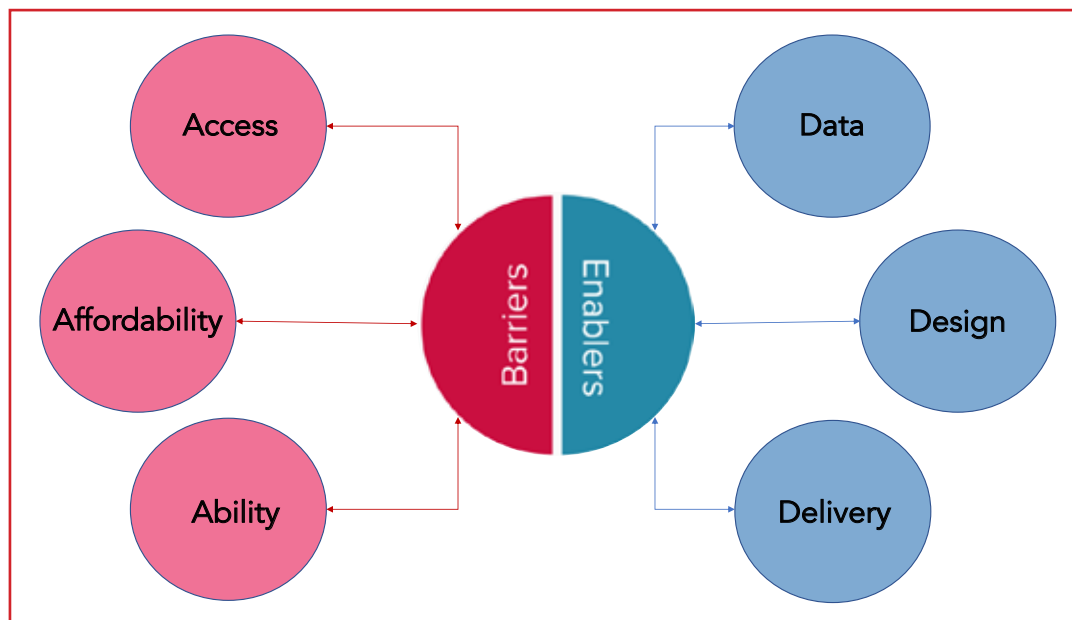 Access
Affordability
Ability
Barriers
Enablers
Data
Design
Delivery